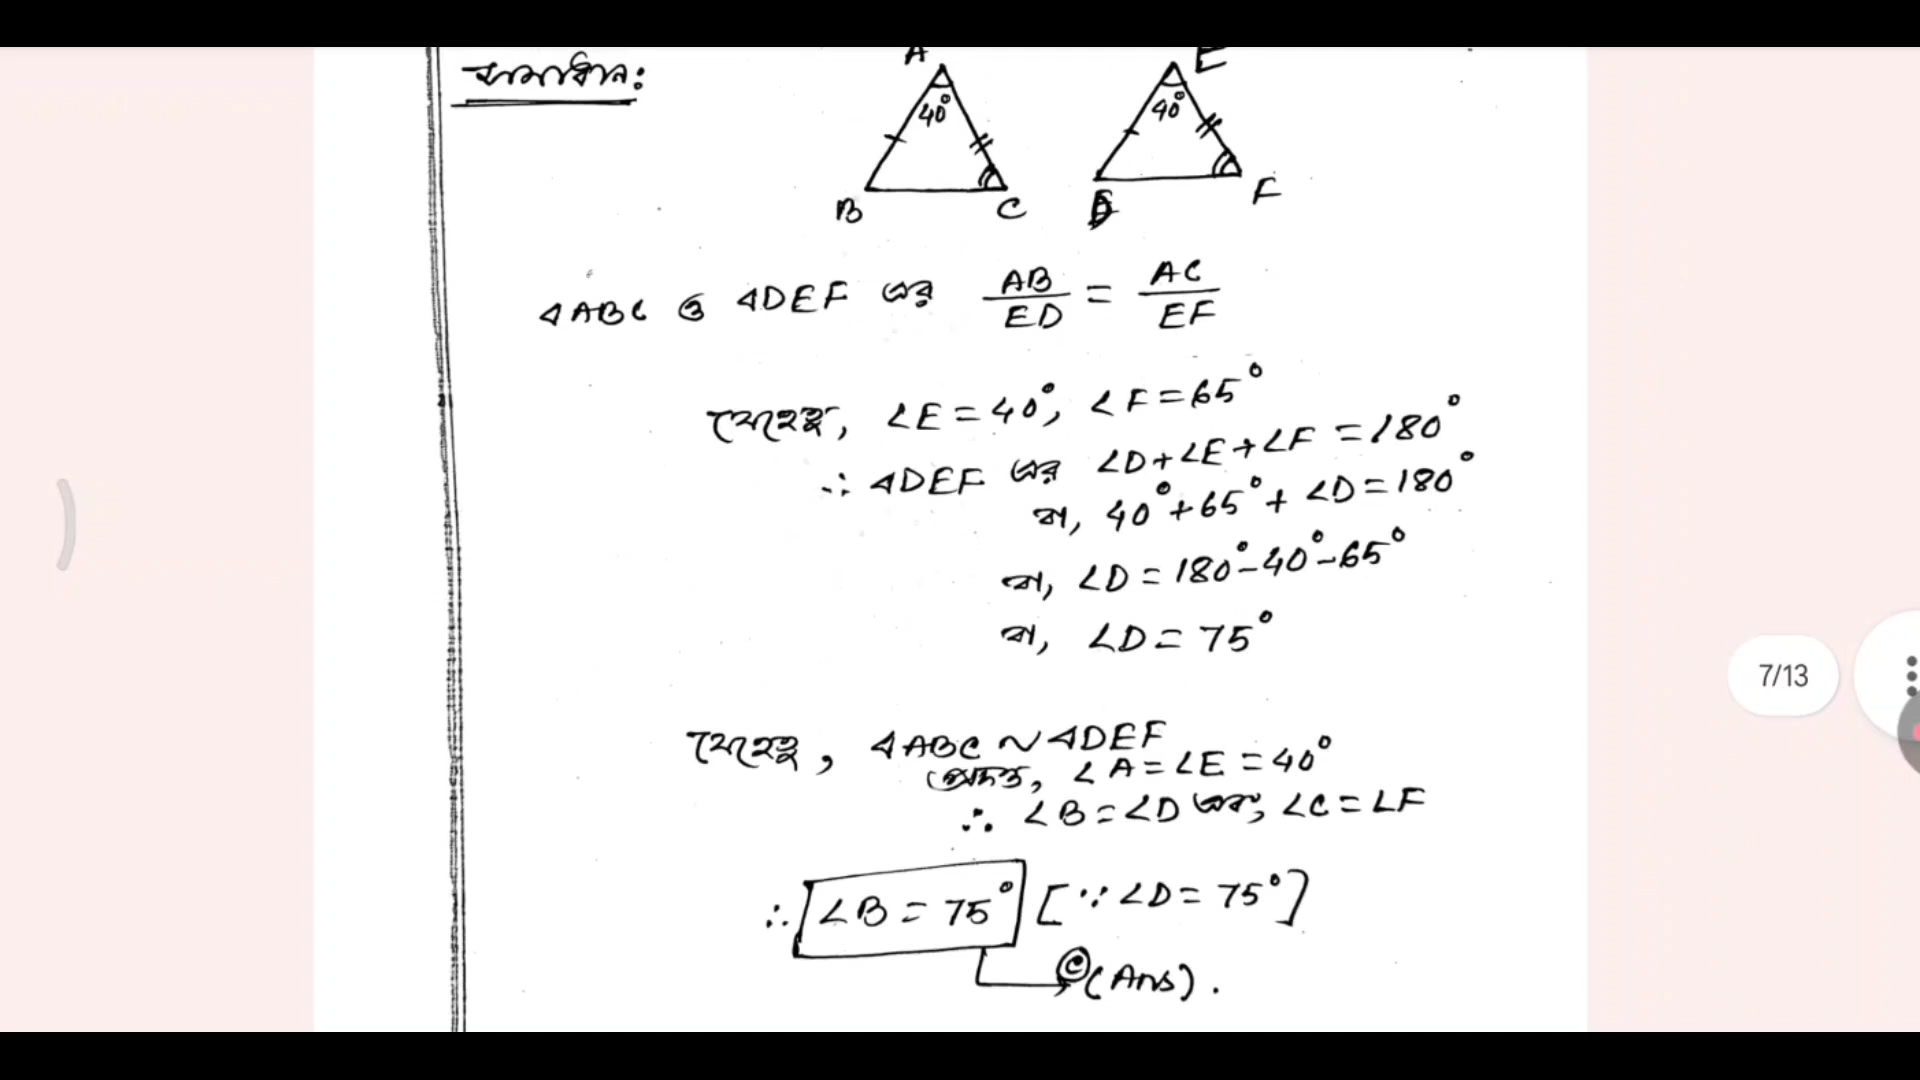 সমাধান:
A
E
40°
40°
B
C
D
F
△ABC ও △DEF এর AB/ED = AC/EF
যেহেতু, ∠E = 40°, ∠F = 65°
∴ △DEF এর ∠D + ∠E + ∠F = 180°
বা, 40° + 65° + ∠D = 180°
বা, ∠D = 180° - 40° - 65°
বা, ∠D = 75°
7/13
যেহেতু, △ABC ~ △DEF
প্রদত্ত, ∠A = ∠E = 40°
∴ ∠B = ∠D এবং, ∠C = ∠F
∴ ∠B = 75° [∵ ∠D = 75°]
C (Ans).